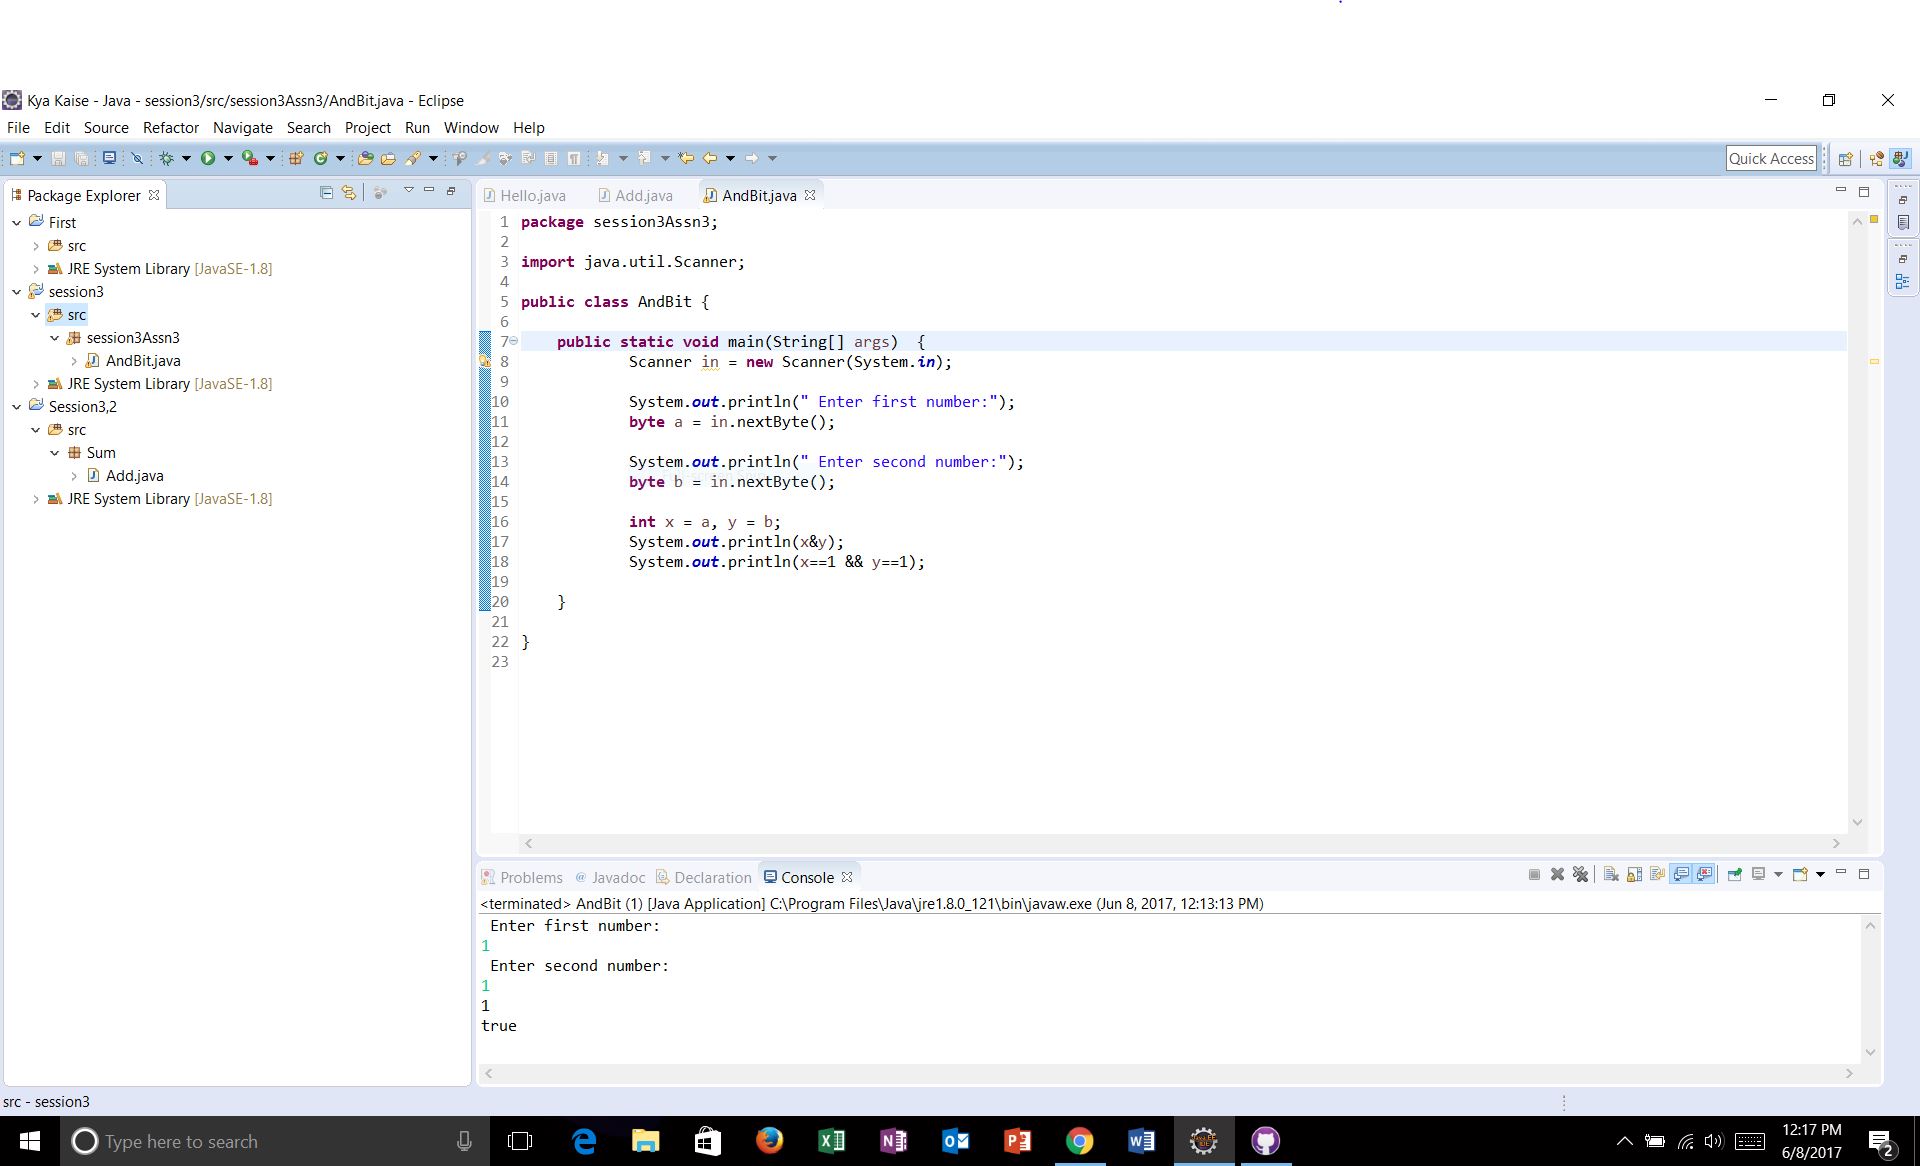 Kya Kaise - Java - session3/src/session3Assn3/AndBit.java - Eclipse
File Edit Source Refactor Navigate Search Project Run Window Help
Quick Access
Package Explorer
First
src
JRE System Library [JavaSE-1.8]
session3
src
session3Assn3
AndBit.java
JRE System Library [JavaSE-1.8]
Session3,2
src
Sum
Add.java
JRE System Library [JavaSE-1.8]
Hello.java Add.java AndBit.java
1 package session3Assn3;
2
3 import java.util.Scanner;
4
5 public class AndBit {
6
7 public static void main(String[] args)  {
8 Scanner in = new Scanner(System.in);
9
10 System.out.println(" Enter first number:");
11 byte a = in.nextByte();
12
13 System.out.println(" Enter second number:");
14 byte b = in.nextByte();
15
16 int x = a, y = b;
17 System.out.println(x&y);
18 System.out.println(x==1 && y==1);
19
20 }
21
22 }
23
Problems @ Javadoc Declaration Console
<terminated> AndBit (1) [Java Application] C:\Program Files\Java\jre1.8.0_121\bin\javaw.exe (Jun 8, 2017, 12:13:13 PM)
Enter first number:
1
Enter second number:
1
1
true
src - session3
Type here to search
12:17 PM
6/8/2017
2